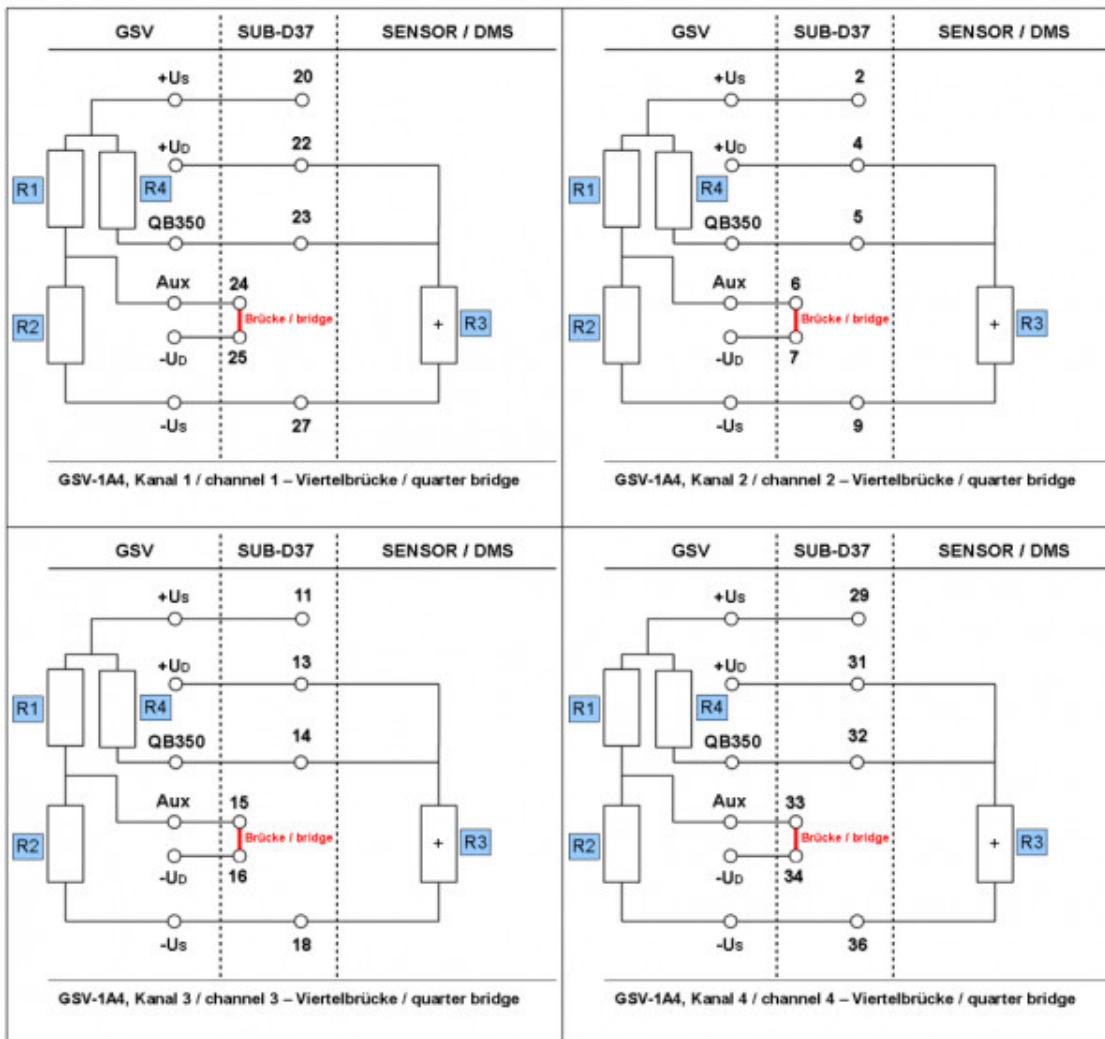 GSV SUB-D37 SENSOR / DMS
+Us 20
+UD 22
R1 R4
QB350 23
Aux 24
R2 Brücke / bridge + R3
-UD 25
-Us 27
GSV-1A4, Kanal 1 / channel 1 – Viertelbrücke / quarter bridge
GSV SUB-D37 SENSOR / DMS
+Us 2
+UD 4
R1 R4
QB350 5
Aux 6
R2 Brücke / bridge + R3
-UD 7
-Us 9
GSV-1A4, Kanal 2 / channel 2 – Viertelbrücke / quarter bridge
GSV SUB-D37 SENSOR / DMS
+Us 11
+UD 13
R1 R4
QB350 14
Aux 15
R2 Brücke / bridge + R3
-UD 16
-Us 18
GSV-1A4, Kanal 3 / channel 3 – Viertelbrücke / quarter bridge
GSV SUB-D37 SENSOR / DMS
+Us 29
+UD 31
R1 R4
QB350 32
Aux 33
R2 Brücke / bridge + R3
-UD 34
-Us 36
GSV-1A4, Kanal 4 / channel 4 – Viertelbrücke / quarter bridge